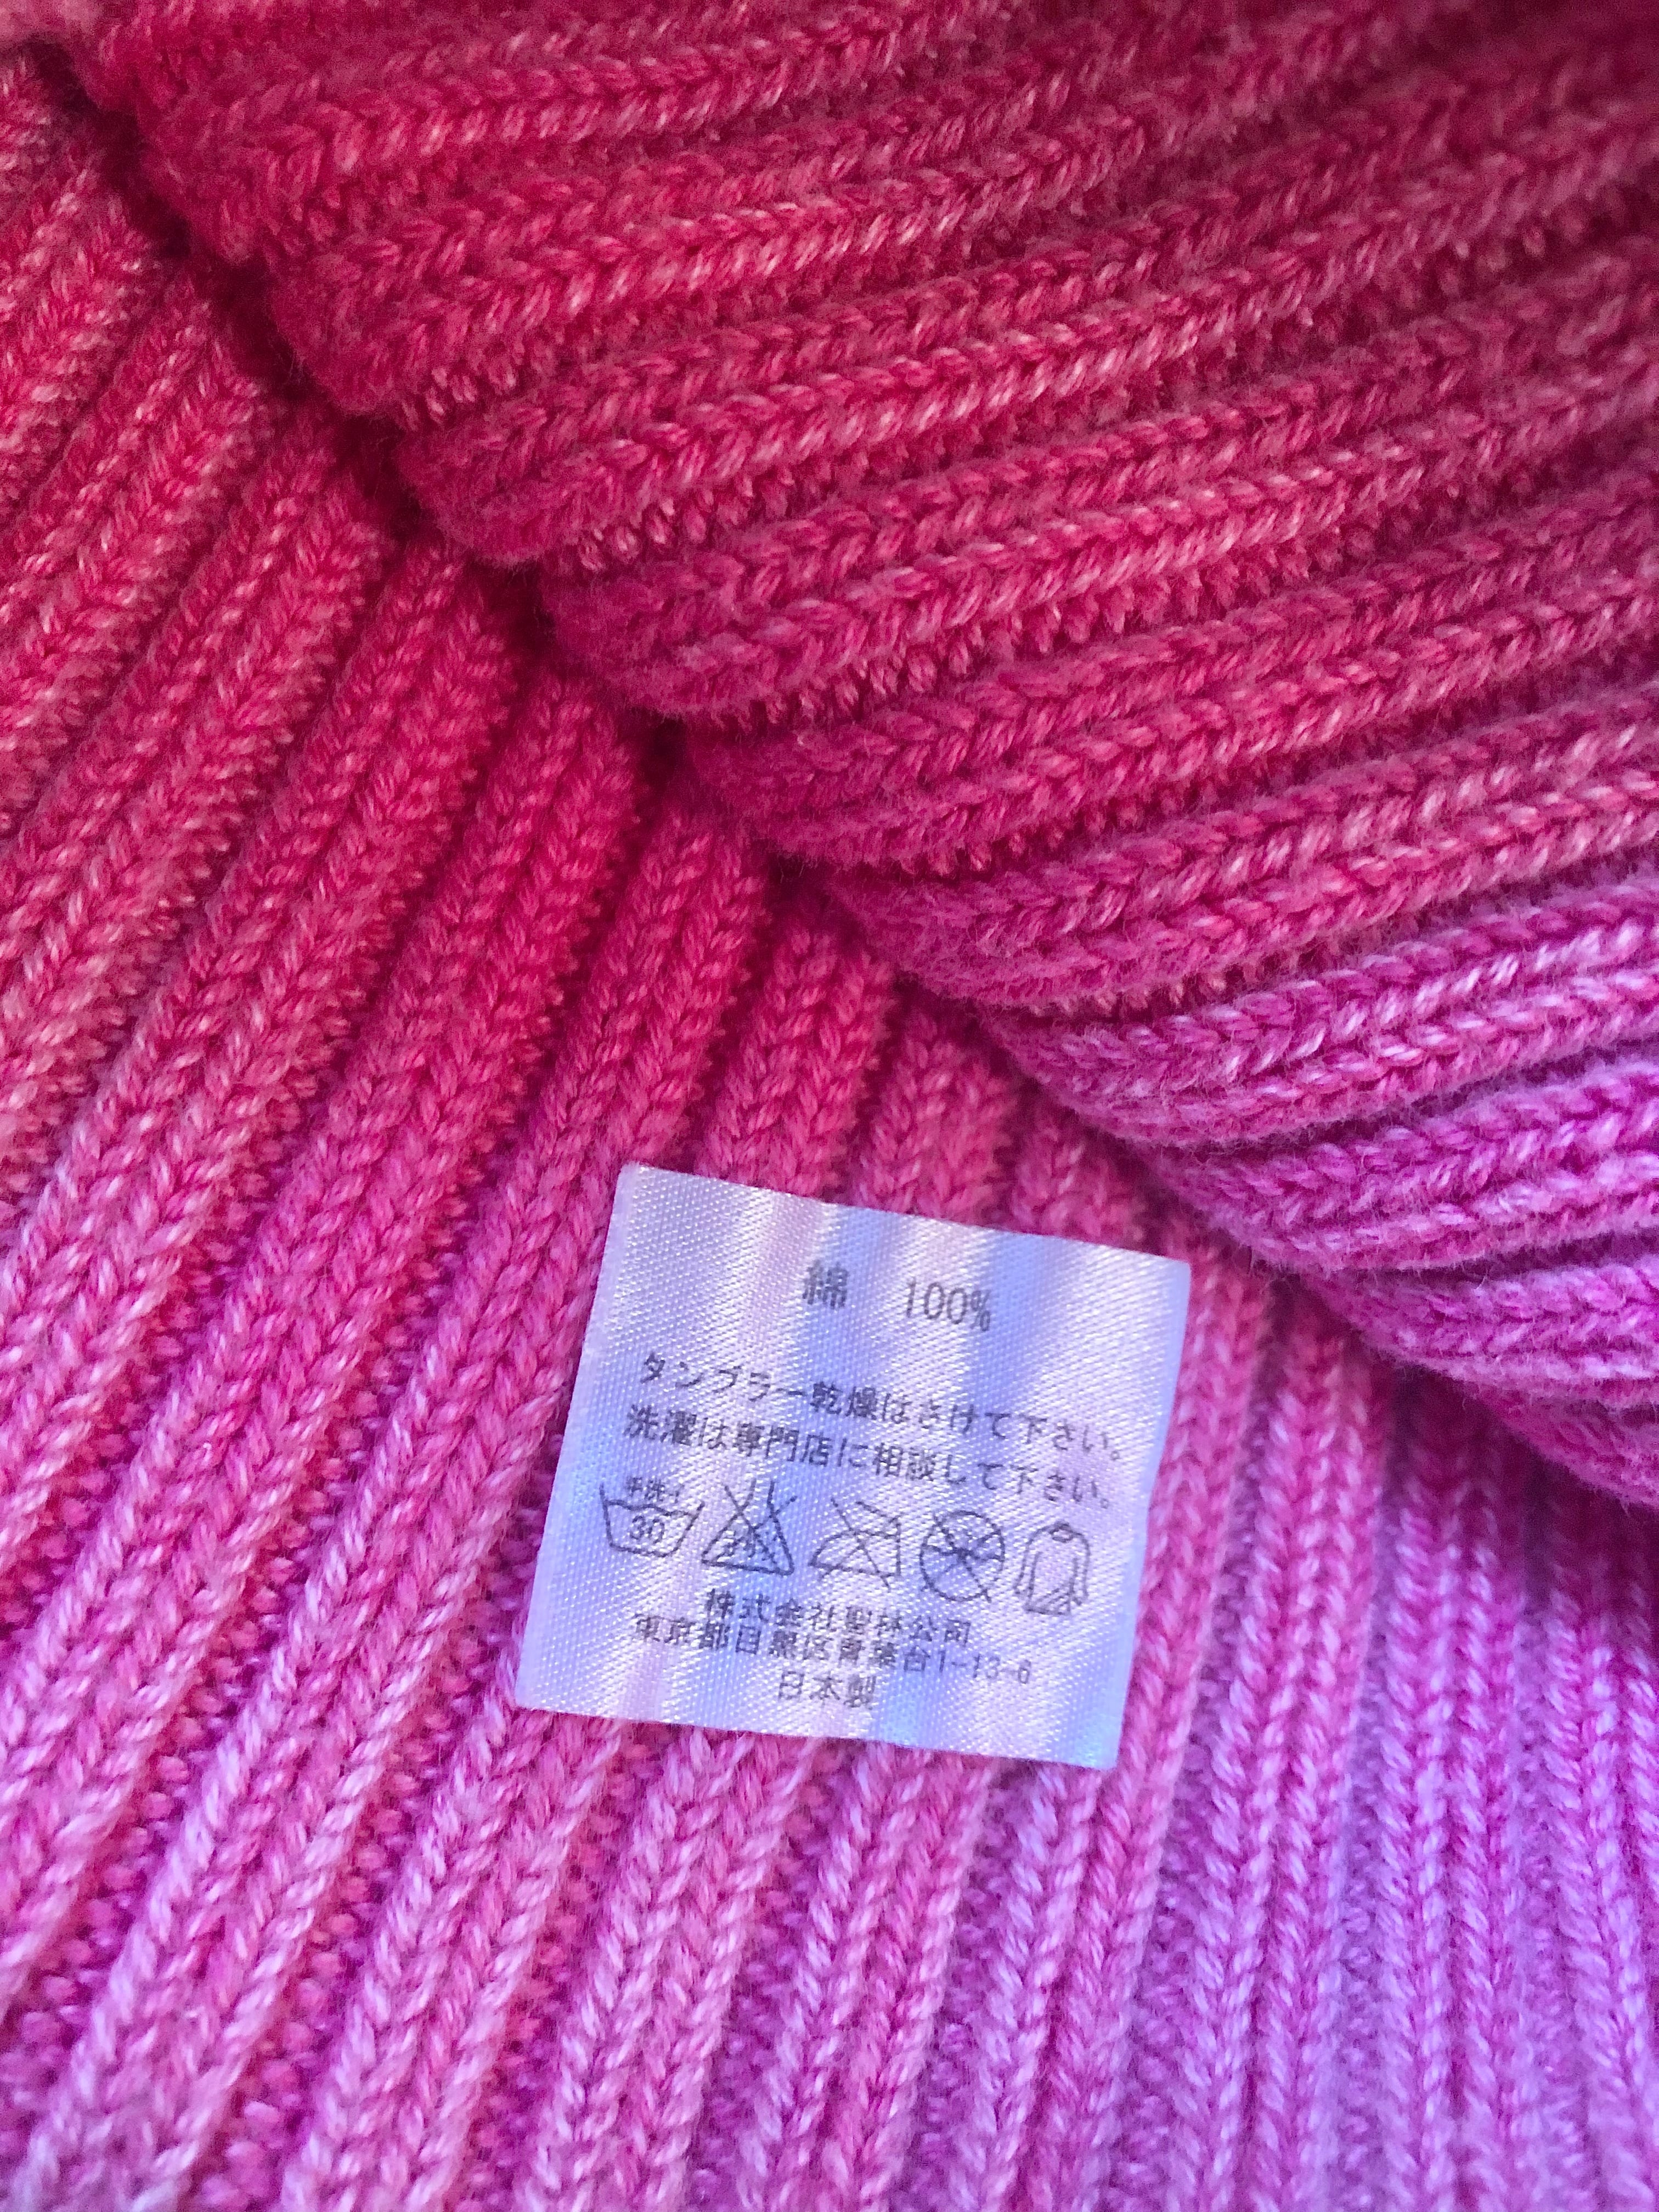 綿 100%
タンブラー乾燥はさけて下さい。
洗濯は専門店に相談して下さい。
手洗イ
30
株式会社聖林公司
東京都目黒区青葉台1-13-6
日本製